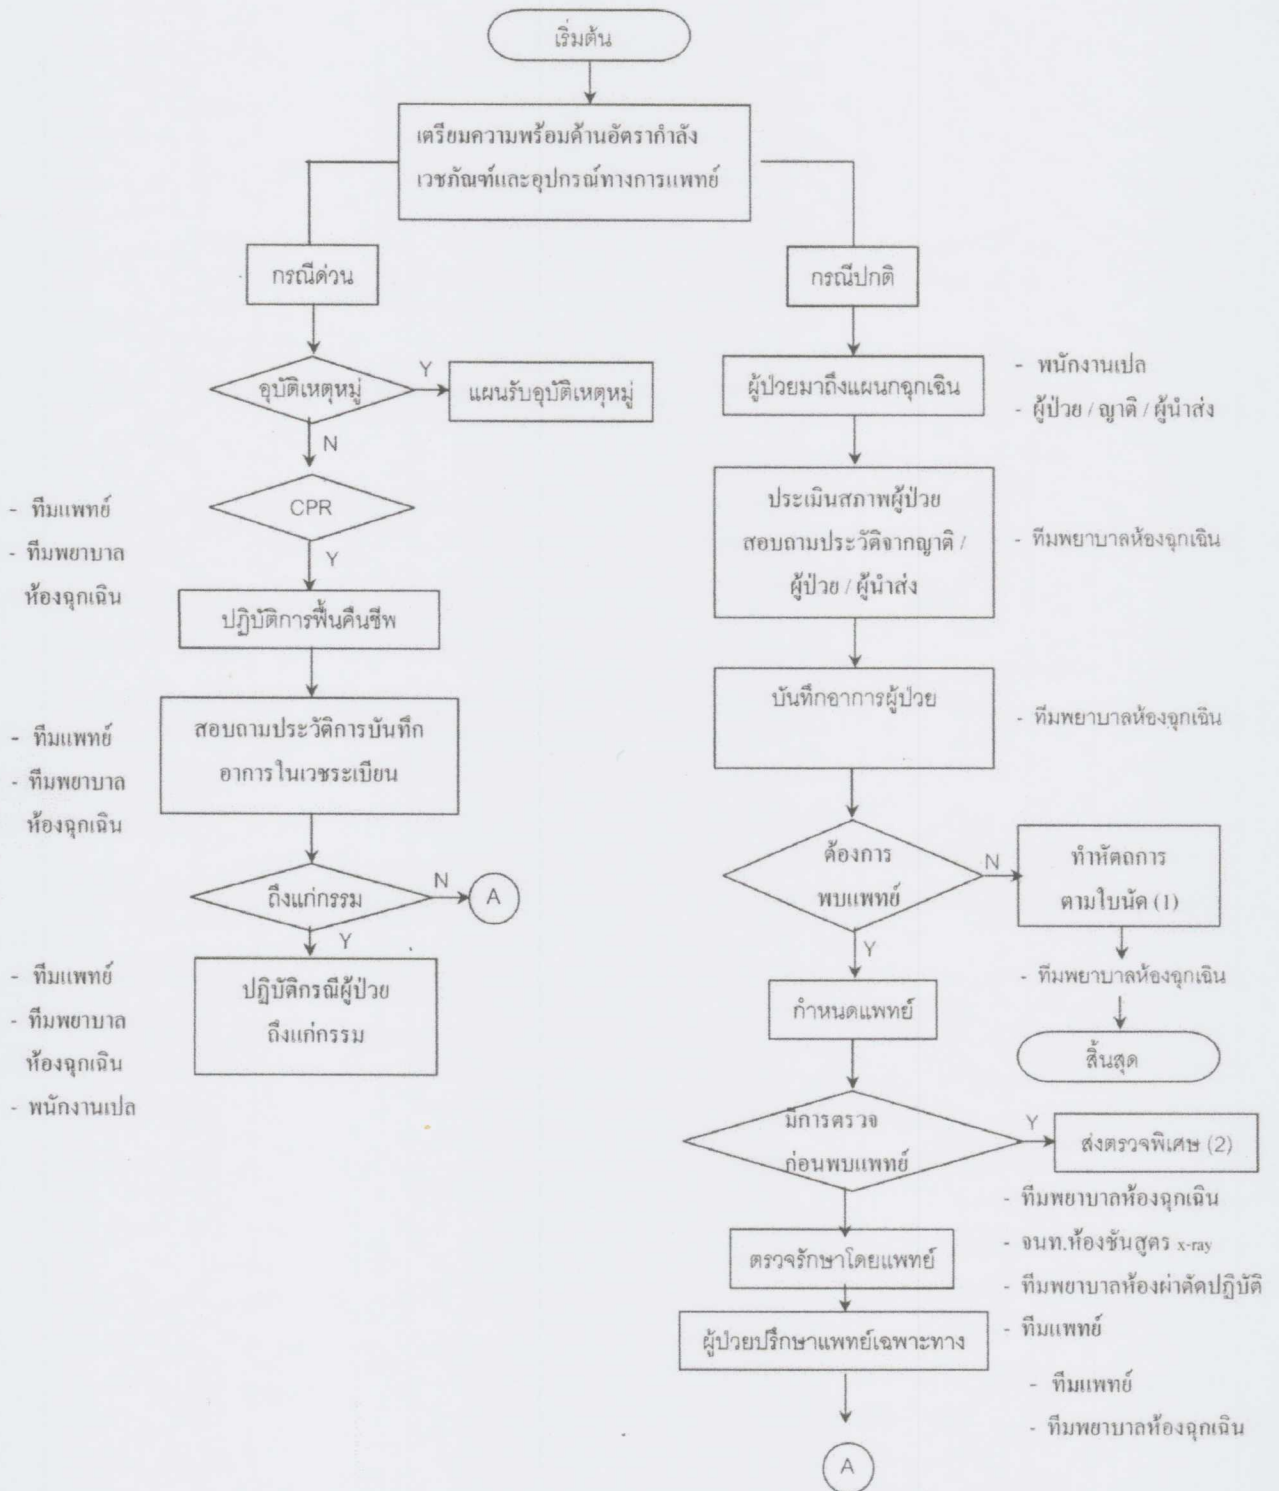 เริ่มต้น
เตรียมความพร้อมด้านอัตรากำลัง
เวชภัณฑ์และอุปกรณ์ทางการแพทย์
กรณีด่วน
กรณีปกติ
อุบัติเหตุหมู่
Y
แผนรับอุบัติเหตุหมู่
N
CPR
Y
- ทีมแพทย์
- ทีมพยาบาล
ห้องฉุกเฉิน
ปฏิบัติการฟื้นคืนชีพ
สอบถามประวัติการบันทึก
อาการในเวชระเบียน
- ทีมแพทย์
- ทีมพยาบาล
ห้องฉุกเฉิน
ถึงแก่กรรม
N
A
Y
ปฏิบัติกรณีผู้ป่วย
ถึงแก่กรรม
- ทีมแพทย์
- ทีมพยาบาล
ห้องฉุกเฉิน
- พนักงานเปล
ผู้ป่วยมาถึงแผนกฉุกเฉิน
- พนักงานเปล
- ผู้ป่วย / ญาติ / ผู้นำส่ง
ประเมินสภาพผู้ป่วย
สอบถามประวัติจากญาติ /
ผู้ป่วย / ผู้นำส่ง
- ทีมพยาบาลห้องฉุกเฉิน
บันทึกอาการผู้ป่วย
- ทีมพยาบาลห้องฉุกเฉิน
ต้องการ
พบแพทย์
N
ทำหัตถการ
ตามใบนัด (1)
- ทีมพยาบาลห้องฉุกเฉิน
สิ้นสุด
Y
กำหนดแพทย์
มีการตรวจ
ก่อนพบแพทย์
Y
ส่งตรวจพิเศษ (2)
- ทีมพยาบาลห้องฉุกเฉิน
- จนท.ห้องชันสูตร x-ray
- ทีมพยาบาลห้องผ่าตัดปฏิบัติ
- ทีมแพทย์
ตรวจรักษาโดยแพทย์
ผู้ป่วยปรึกษาแพทย์เฉพาะทาง
- ทีมแพทย์
- ทีมพยาบาลห้องฉุกเฉิน
A